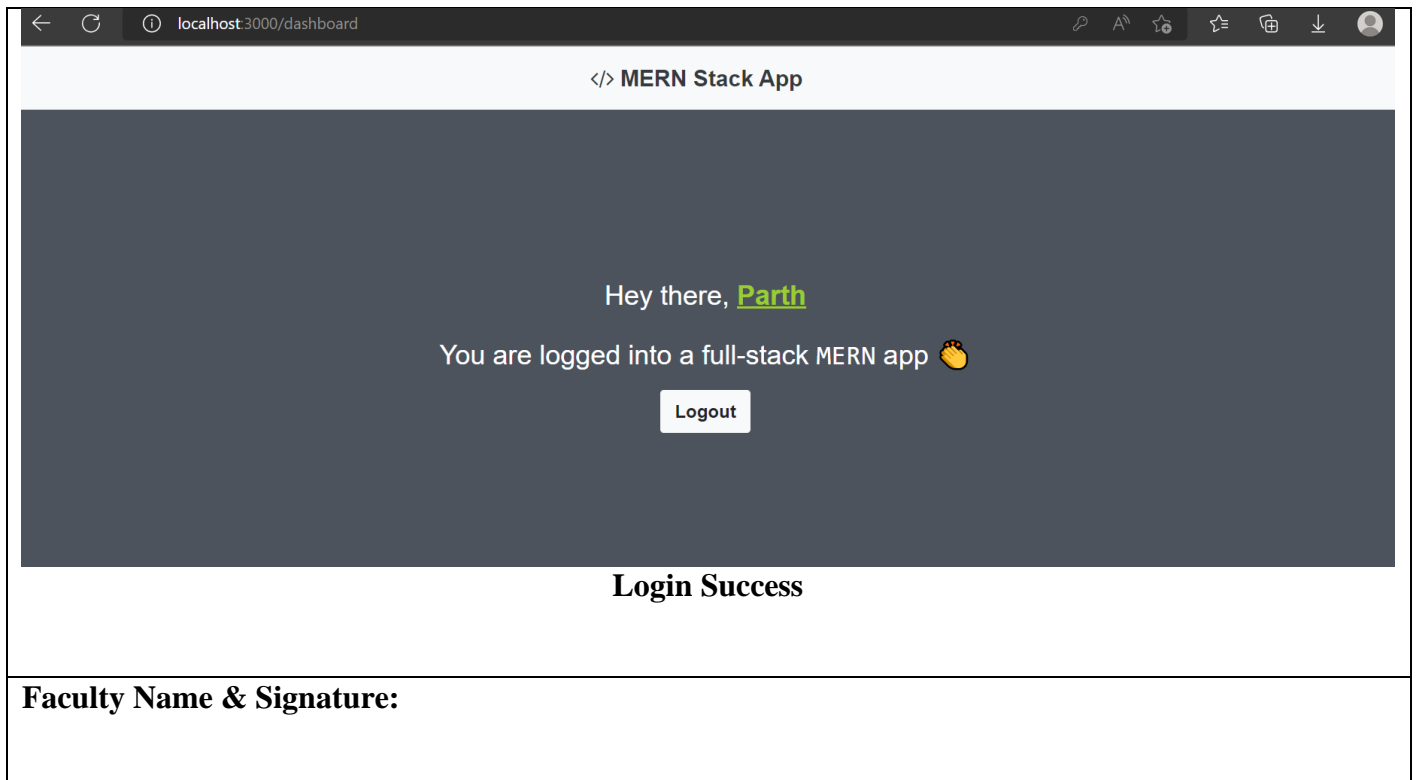 localhost:3000/dashboard
</> MERN Stack App
Hey there, Parth
You are logged into a full-stack MERN app 👏
Logout
Login Success
Faculty Name & Signature: